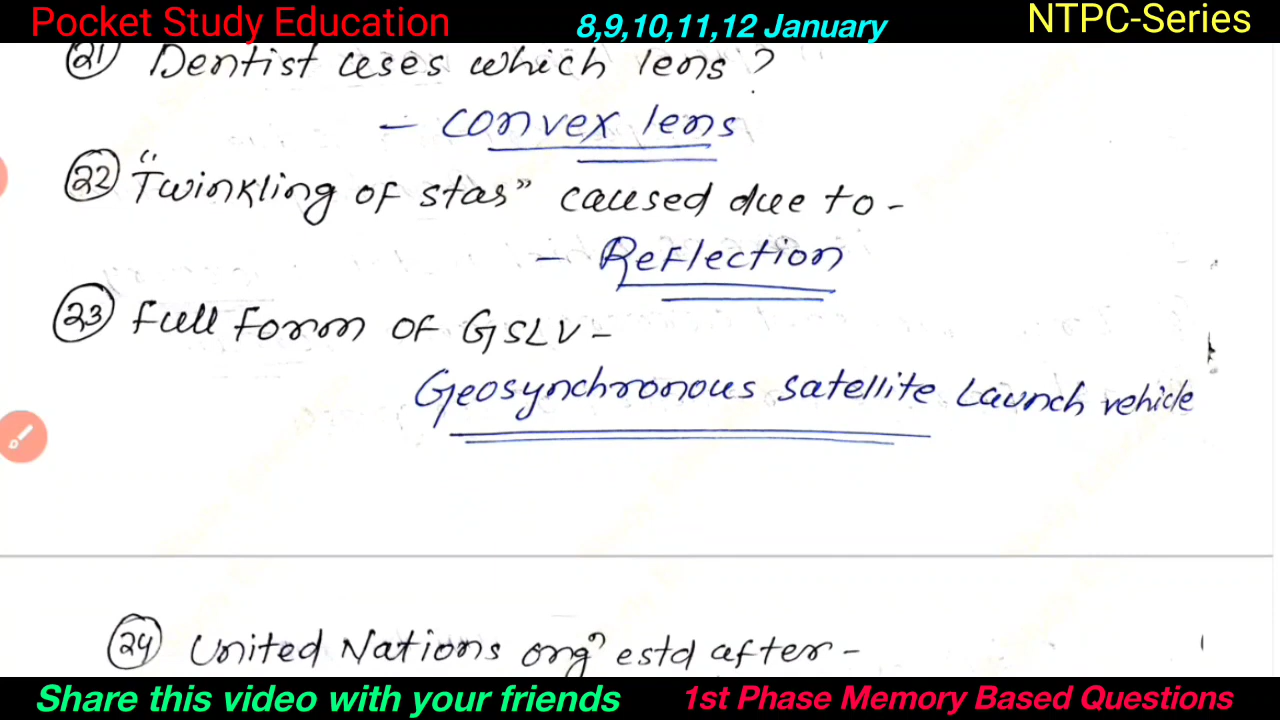 Pocket Study Education
8,9,10,11,12 January
NTPC-Series
21 Dentist uses which lens ?
- convex lens
22 "Twinkling of stas" caused due to -
- Reflection
23 Full Form OF GSLV -
Geosynchronous satellite Launch vehicle
24 United Nations orgn estd after -
Share this video with your friends
1st Phase Memory Based Questions